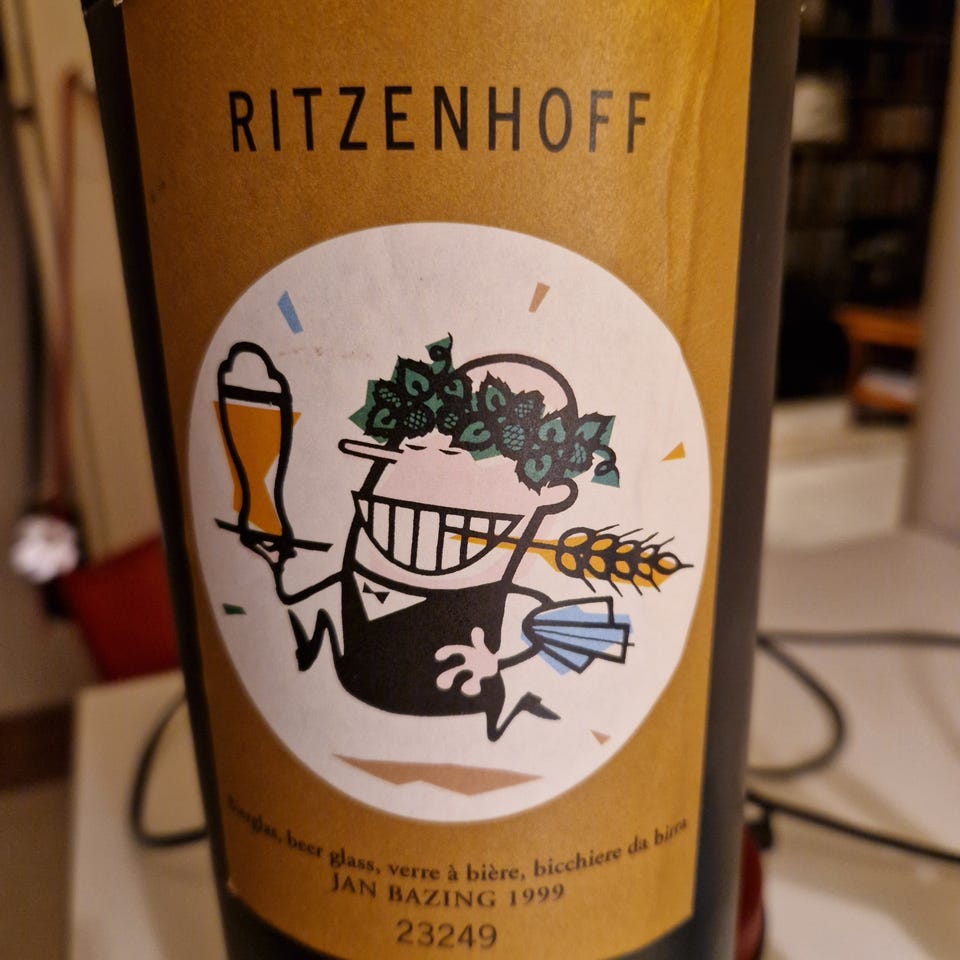 RITZENHOFF
Bierglas, beer glass, verre à bière, bicchiere da birra
JAN BAZING 1999
23249